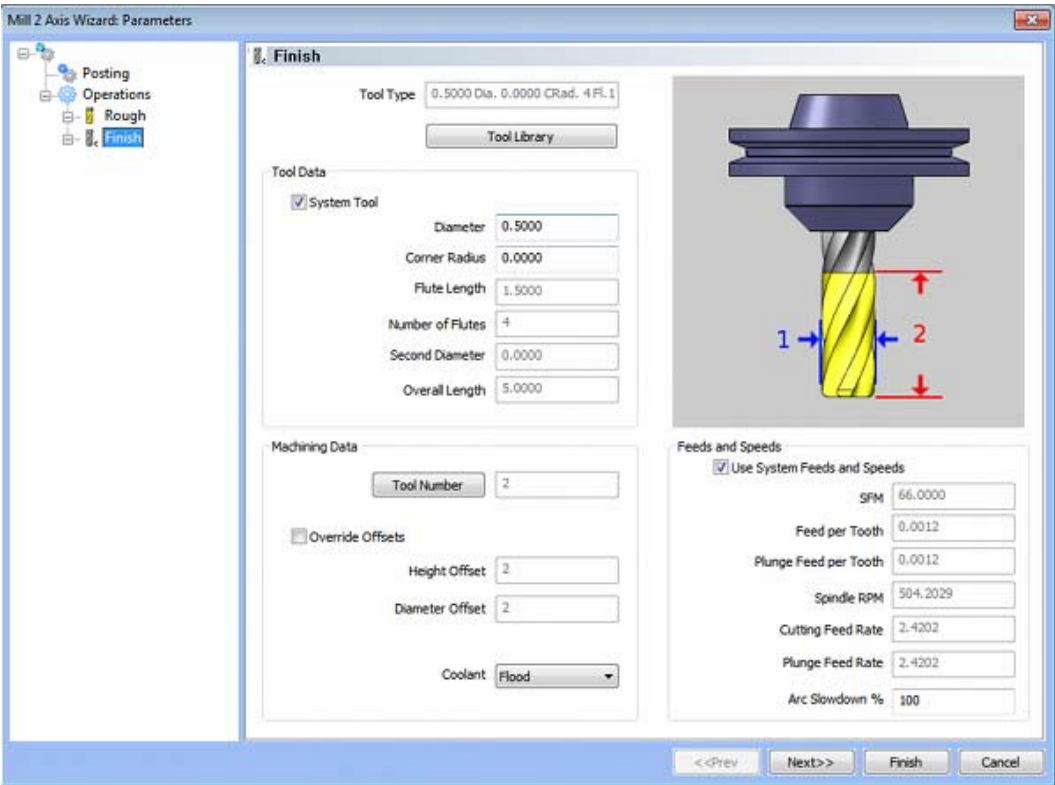 Mill 2 Axis Wizard: Parameters
Posting
Operations
Rough
Finish
Finish
Tool Type 0.5000 Dia. 0.0000 CRad. 4 Fl. 1
Tool Library
Tool Data
System Tool
Diameter 0.5000
Corner Radius 0.0000
Flute Length 1.5000
Number of Flutes 4
Second Diameter 0.0000
Overall Length 5.0000
1
2
Machining Data
Tool Number 2
Override Offsets
Height Offset 2
Diameter Offset 2
Coolant Flood
Feeds and Speeds
Use System Feeds and Speeds
SFM 66.0000
Feed per Tooth 0.0012
Plunge Feed per Tooth 0.0012
Spindle RPM 504.2029
Cutting Feed Rate 2.4202
Plunge Feed Rate 2.4202
Arc Slowdown % 100
<<Prev Next>> Finish Cancel